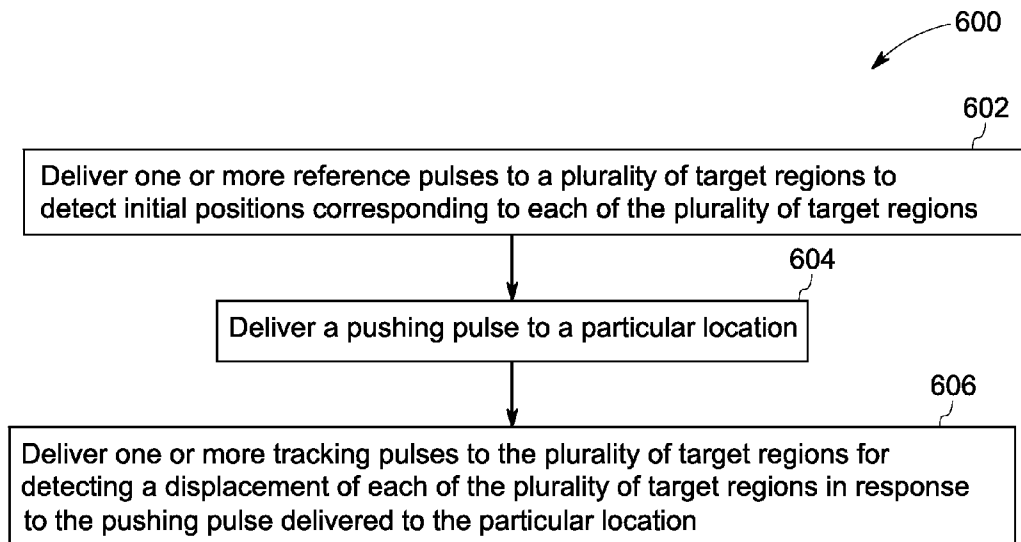 600
602
Deliver one or more reference pulses to a plurality of target regions to
detect initial positions corresponding to each of the plurality of target regions
604
Deliver a pushing pulse to a particular location
606
Deliver one or more tracking pulses to the plurality of target regions for
detecting a displacement of each of the plurality of target regions in response
to the pushing pulse delivered to the particular location